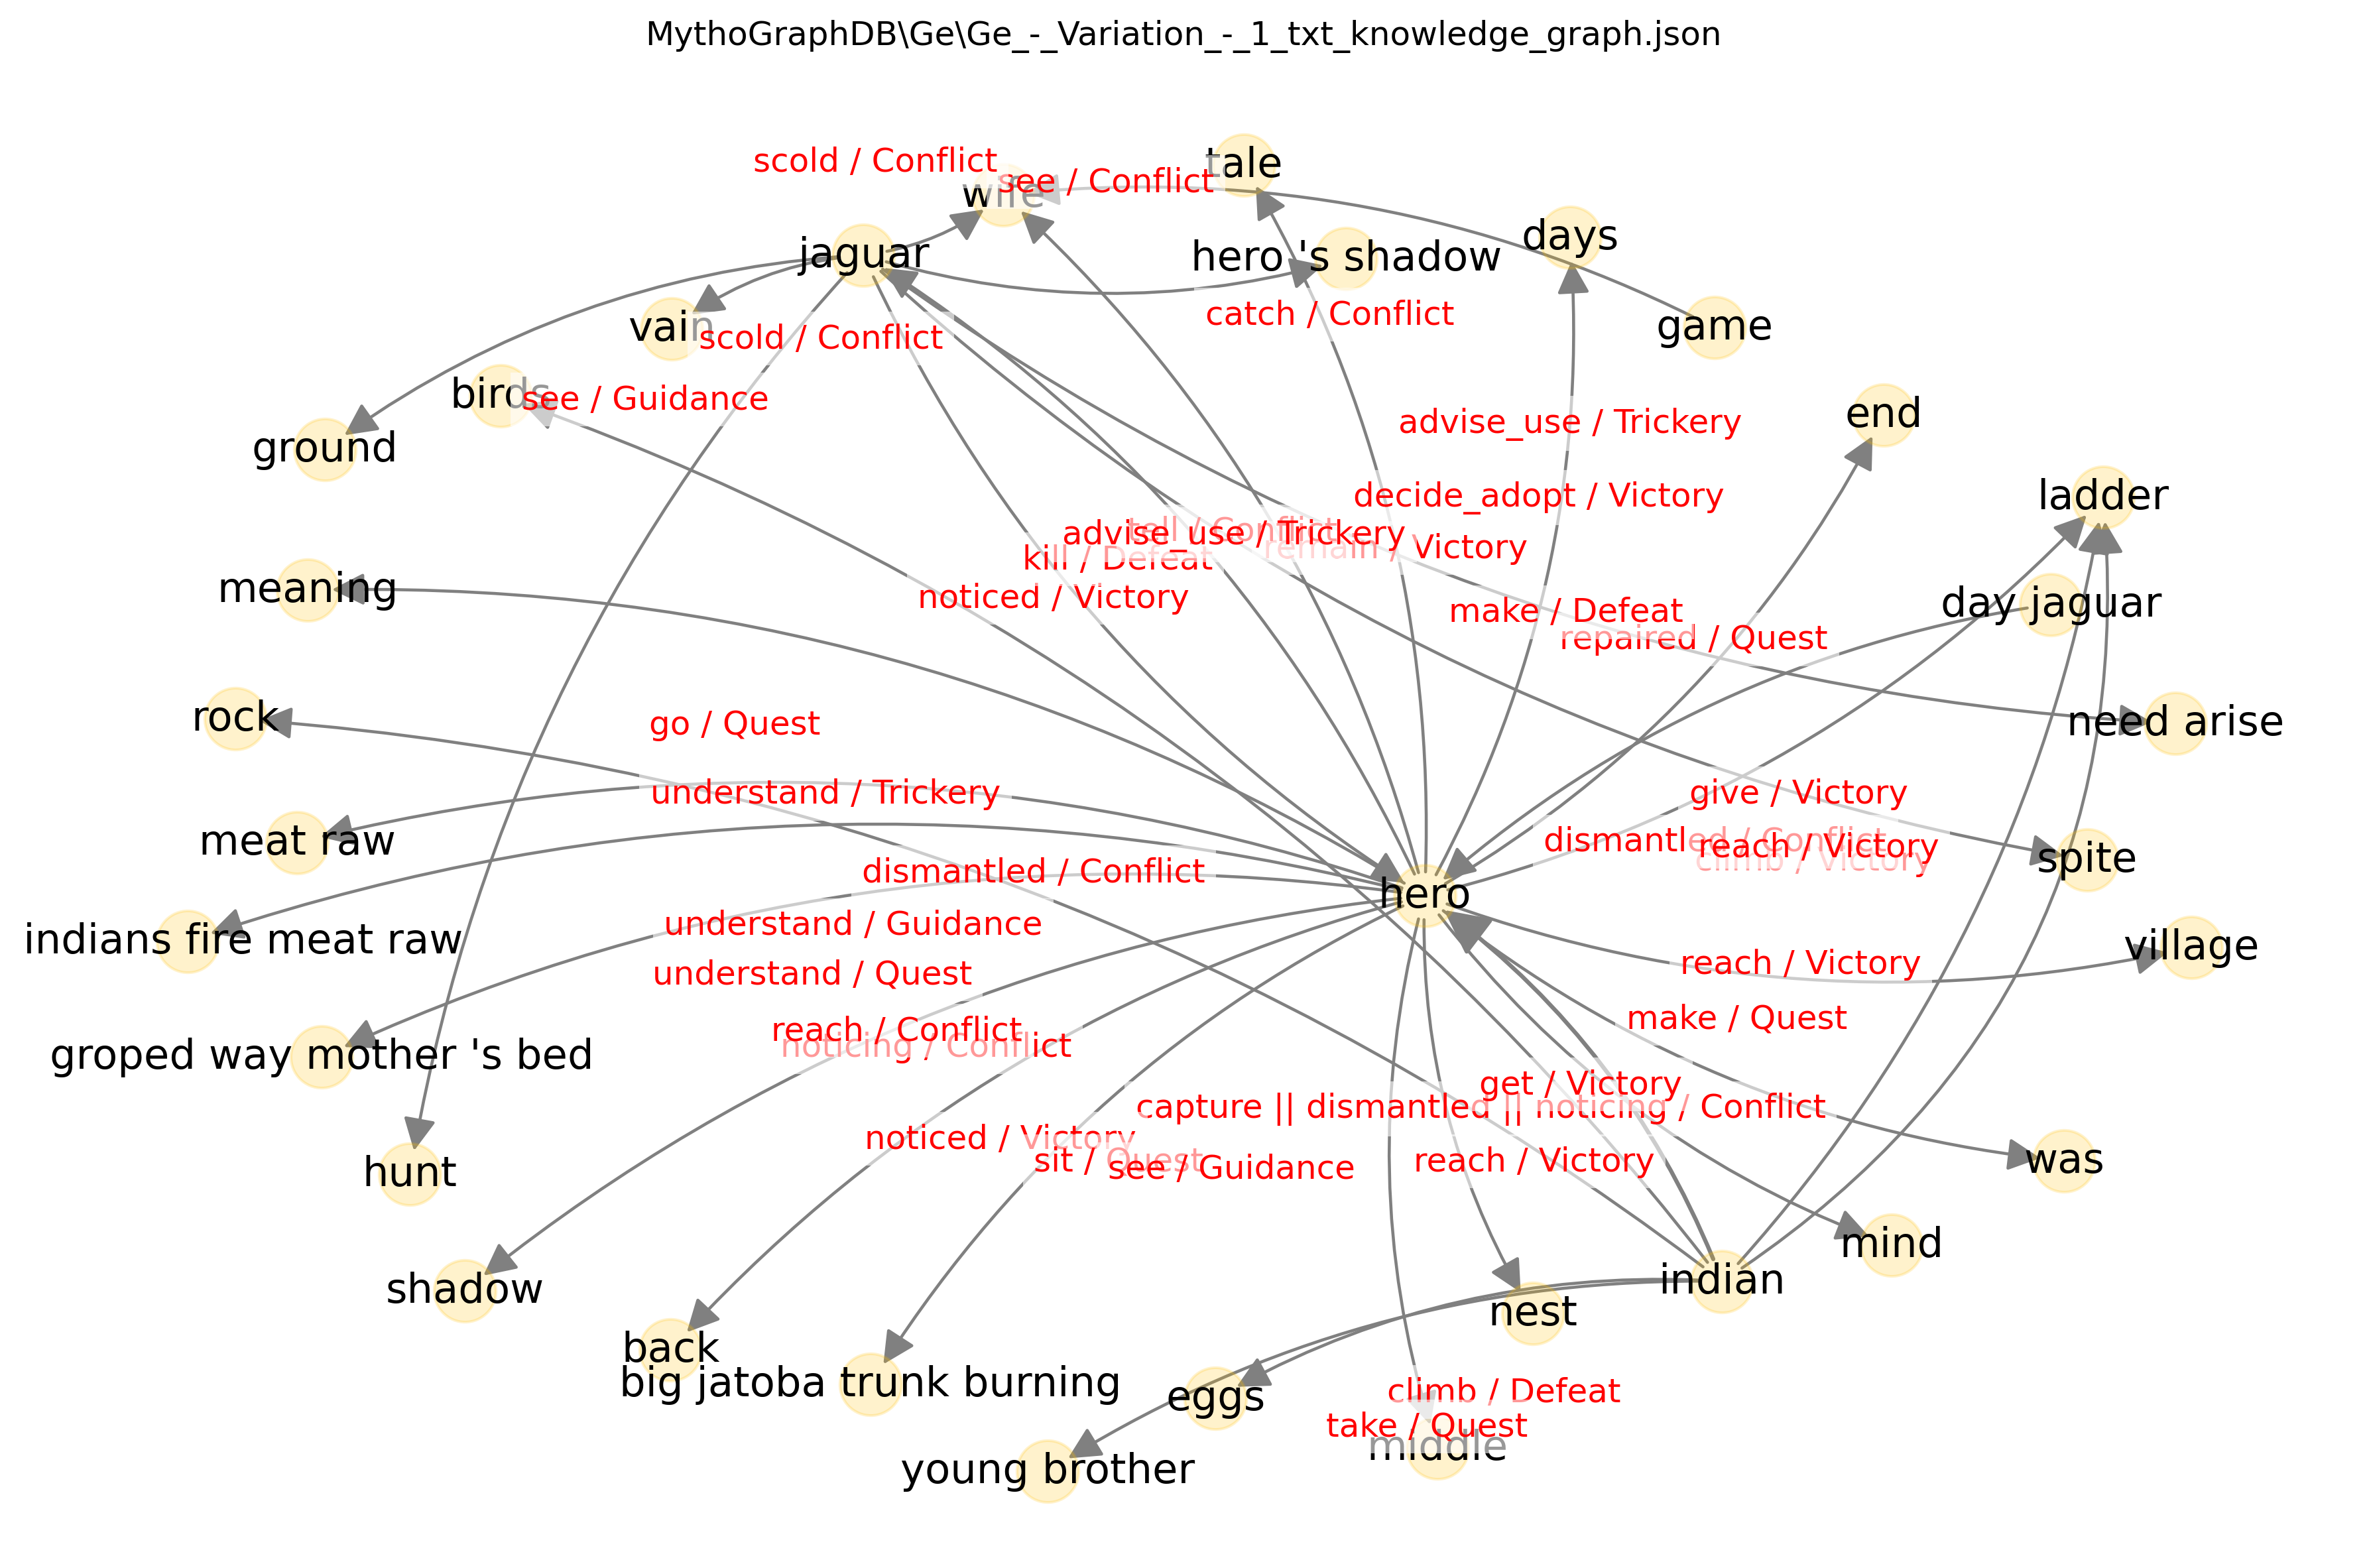 MythoGraphDB\Ge\Ge_-_Variation_-_1_txt_knowledge_graph.json
tale
scold / Conflict
see / Conflict
wife
days
jaguar
hero 's shadow
catch / Conflict
vain
scold / Conflict
game
birds
see / Guidance
end
advise_use / Trickery
ground
decide_adopt / Victory
ladder
tell / Conflict
advise_use / Trickery
remain / Victory
kill / Defeat
meaning
noticed / Victory
make / Defeat
day jaguar
repaired / Quest
rock
go / Quest
need arise
understand / Trickery
give / Victory
meat raw
dismantled / Conflict
reach / Victory
climb / Victory
spite
dismantled / Conflict
hero
understand / Guidance
indians fire meat raw
village
reach / Victory
understand / Quest
make / Quest
reach / Conflict
noticing / Conflict
groped way mother 's bed
get / Victory
capture || dismantled || noticing / Conflict
noticed / Victory
sit / Quest
see / Guidance
reach / Victory
was
hunt
mind
shadow
indian
nest
back
big jatoba trunk burning
eggs
climb / Defeat
take / Quest
middle
young brother